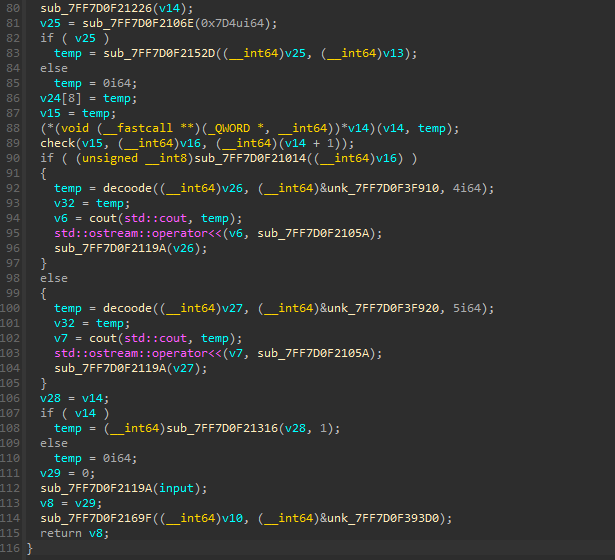 80 sub_7FF7D0F21226(v14);
81 v25 = sub_7FF7D0F2106E(0x7D4ui64);
82 if ( v25 )
83 temp = sub_7FF7D0F2152D((__int64)v25, (__int64)v13);
84 else
85 temp = 0i64;
86 v24[8] = temp;
87 v15 = temp;
88 (*(void (__fastcall **)(_QWORD *, __int64))*v14)(v14, temp);
89 check(v15, (__int64)v16, (__int64)(v14 + 1));
90 if ( (unsigned __int8)sub_7FF7D0F21014((__int64)v16) )
91 {
92 temp = decoode((__int64)v26, (__int64)&unk_7FF7D0F3F910, 4i64);
93 v32 = temp;
94 v6 = cout(std::cout, temp);
95 std::ostream::operator<<(v6, sub_7FF7D0F2105A);
96 sub_7FF7D0F2119A(v26);
97 }
98 else
99 {
100 temp = decoode((__int64)v27, (__int64)&unk_7FF7D0F3F920, 5i64);
101 v32 = temp;
102 v7 = cout(std::cout, temp);
103 std::ostream::operator<<(v7, sub_7FF7D0F2105A);
104 sub_7FF7D0F2119A(v27);
105 }
106 v28 = v14;
107 if ( v14 )
108 temp = (__int64)sub_7FF7D0F21316(v28, 1);
109 else
110 temp = 0i64;
111 v29 = 0;
112 sub_7FF7D0F2119A(input);
113 v8 = v29;
114 sub_7FF7D0F2169F((__int64)v10, (__int64)&unk_7FF7D0F393D0);
115 return v8;
116 }